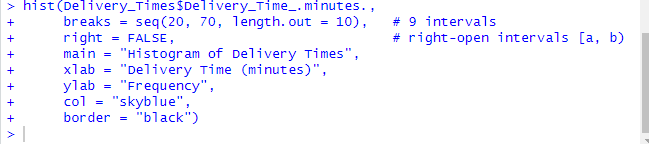 > hist(Delivery_Times$Delivery_Time_.minutes.,
+      breaks = seq(20, 70, length.out = 10),   # 9 intervals
+      right = FALSE,                           # right-open intervals [a, b)
+      main = "Histogram of Delivery Times",
+      xlab = "Delivery Time (minutes)",
+      ylab = "Frequency",
+      col = "skyblue",
+      border = "black")
>